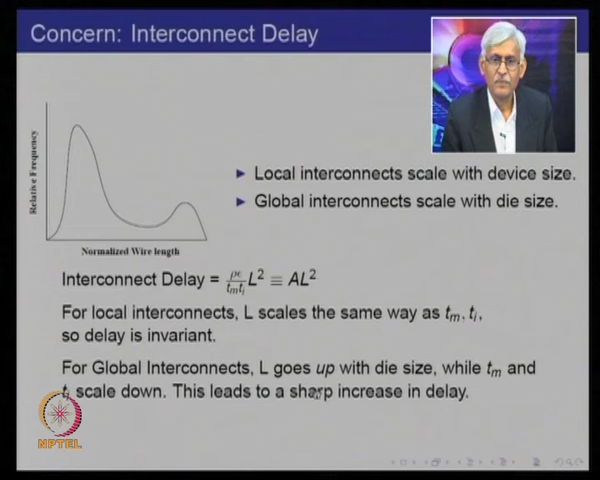 Concern: Interconnect Delay
Relative Frequency
Normalized Wire length
► Local interconnects scale with device size.
► Global interconnects scale with die size.
Interconnect Delay = \frac{ρϵ}{t_m t_i} L² ≡ AL²
For local interconnects, L scales the same way as t_m, t_i,
so delay is invariant.
For Global Interconnects, L goes up with die size, while t_m and
t_i scale down. This leads to a sharp increase in delay.
NPTEL